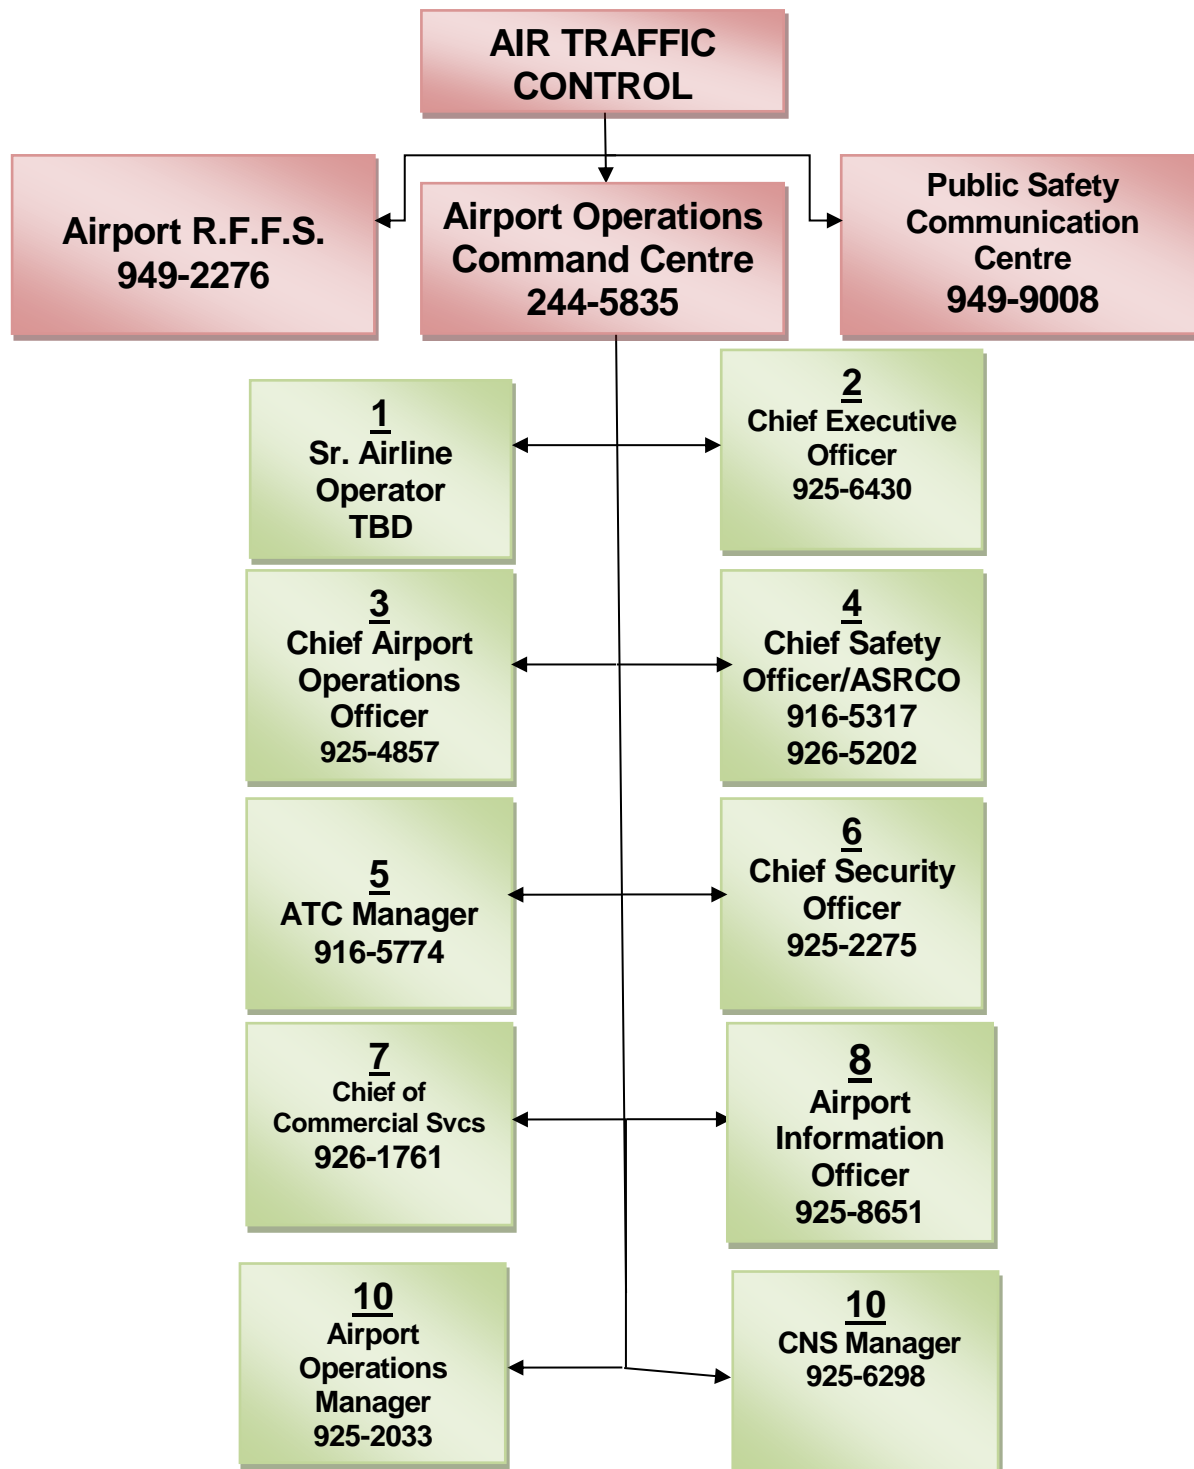 AIR TRAFFIC
CONTROL
Airport R.F.F.S.
949-2276
Airport Operations
Command Centre
244-5835
Public Safety
Communication
Centre
949-9008
1
Sr. Airline
Operator
TBD
2
Chief Executive
Officer
925-6430
3
Chief Airport
Operations
Officer
925-4857
4
Chief Safety
Officer/ASRCO
916-5317
926-5202
5
ATC Manager
916-5774
6
Chief Security
Officer
925-2275
7
Chief of
Commercial Svcs
926-1761
8
Airport
Information
Officer
925-8651
10
Airport
Operations
Manager
925-2033
10
CNS Manager
925-6298